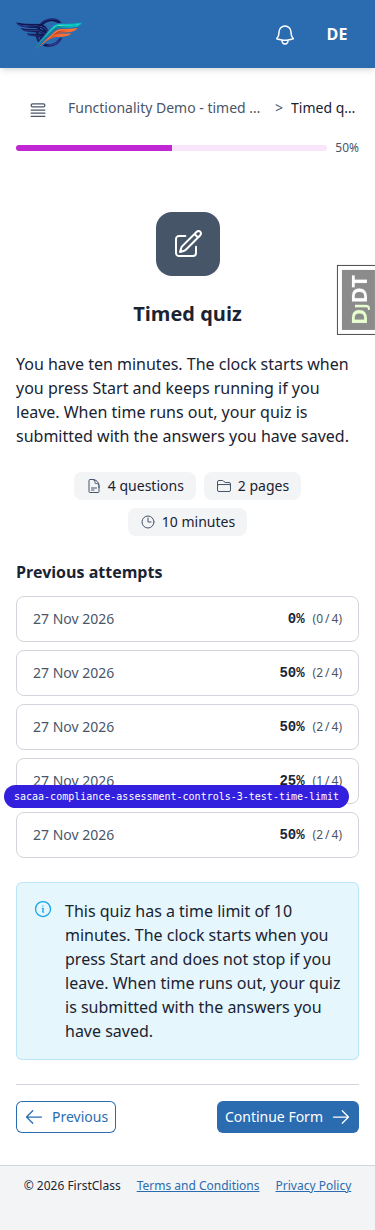 DE
Functionality Demo - timed ... > Timed q...
50%
DjDT
Timed quiz
You have ten minutes. The clock starts when
you press Start and keeps running if you
leave. When time runs out, your quiz is
submitted with the answers you have saved.
4 questions
2 pages
10 minutes
Previous attempts
27 Nov 2026 0% (0/4)
27 Nov 2026 50% (2/4)
27 Nov 2026 50% (2/4)
27 Nov 2026 25% (1/4)
sacaa-compliance-assessment-controls-3-test-time-limit
27 Nov 2026 50% (2/4)
This quiz has a time limit of 10
minutes. The clock starts when you
press Start and does not stop if you
leave. When time runs out, your quiz
is submitted with the answers you
have saved.
Previous
Continue Form
© 2026 FirstClass Terms and Conditions Privacy Policy